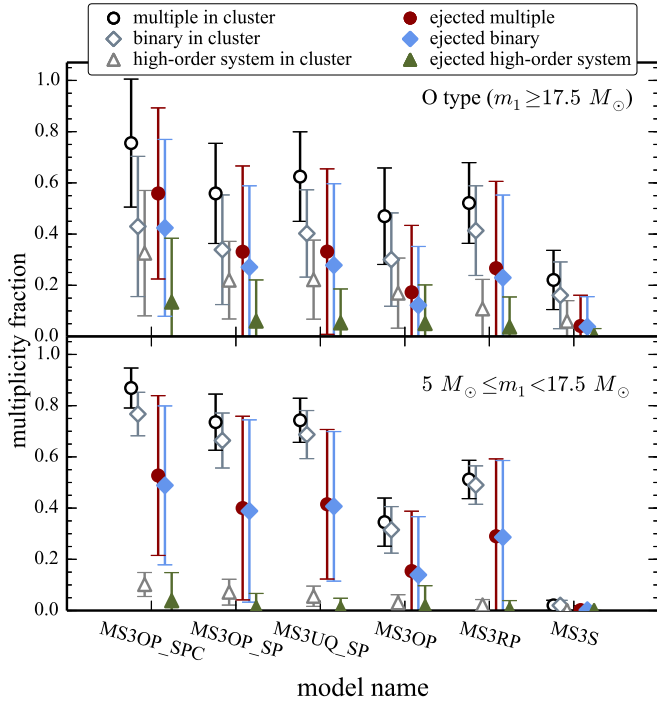 multiple in cluster
binary in cluster
high-order system in cluster
ejected multiple
ejected binary
ejected high-order system
O type (m₁ ≥17.5 M⊙)
1.0
0.8
0.6
0.4
0.2
0.0
5 M⊙ ≤m₁<17.5 M⊙
1.0
0.8
0.6
0.4
0.2
0.0
multiplicity fraction
MS3OP_SPC
MS3OP_SP
MS3UQ_SP
MS3OP
MS3RP
MS3S
model name